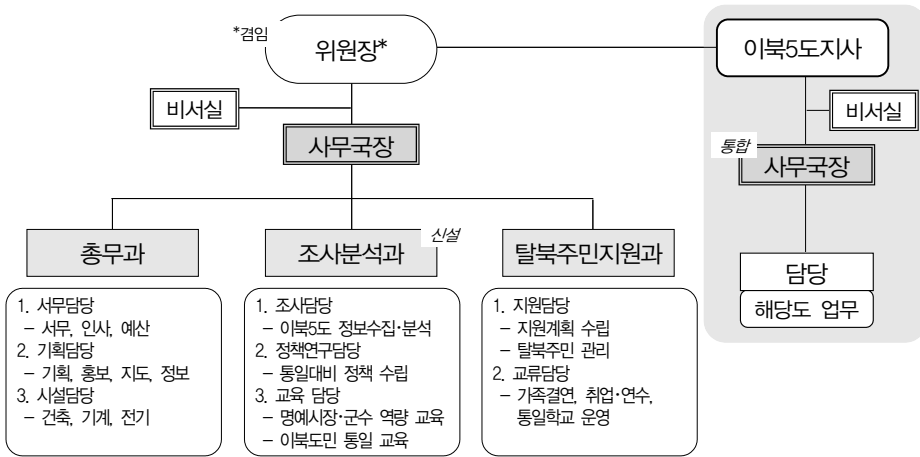 *겸임
위원장*
이북5도지사
비서실
비서실
사무국장
통합
사무국장
신설
총무과
조사분석과
탈북주민지원과
담당
해당도 업무
1. 서무담당
- 서무, 인사, 예산
2. 기획담당
- 기획, 홍보, 지도, 정보
3. 시설담당
- 건축, 기계, 전기
1. 조사담당
- 이북5도 정보수집·분석
2. 정책연구담당
- 통일대비 정책 수립
3. 교육 담당
- 명예시장·군수 역량 교육
- 이북도민 통일 교육
1. 지원담당
- 지원계획 수립
- 탈북주민 관리
2. 교류담당
- 가족결연, 취업·연수,
통일학교 운영